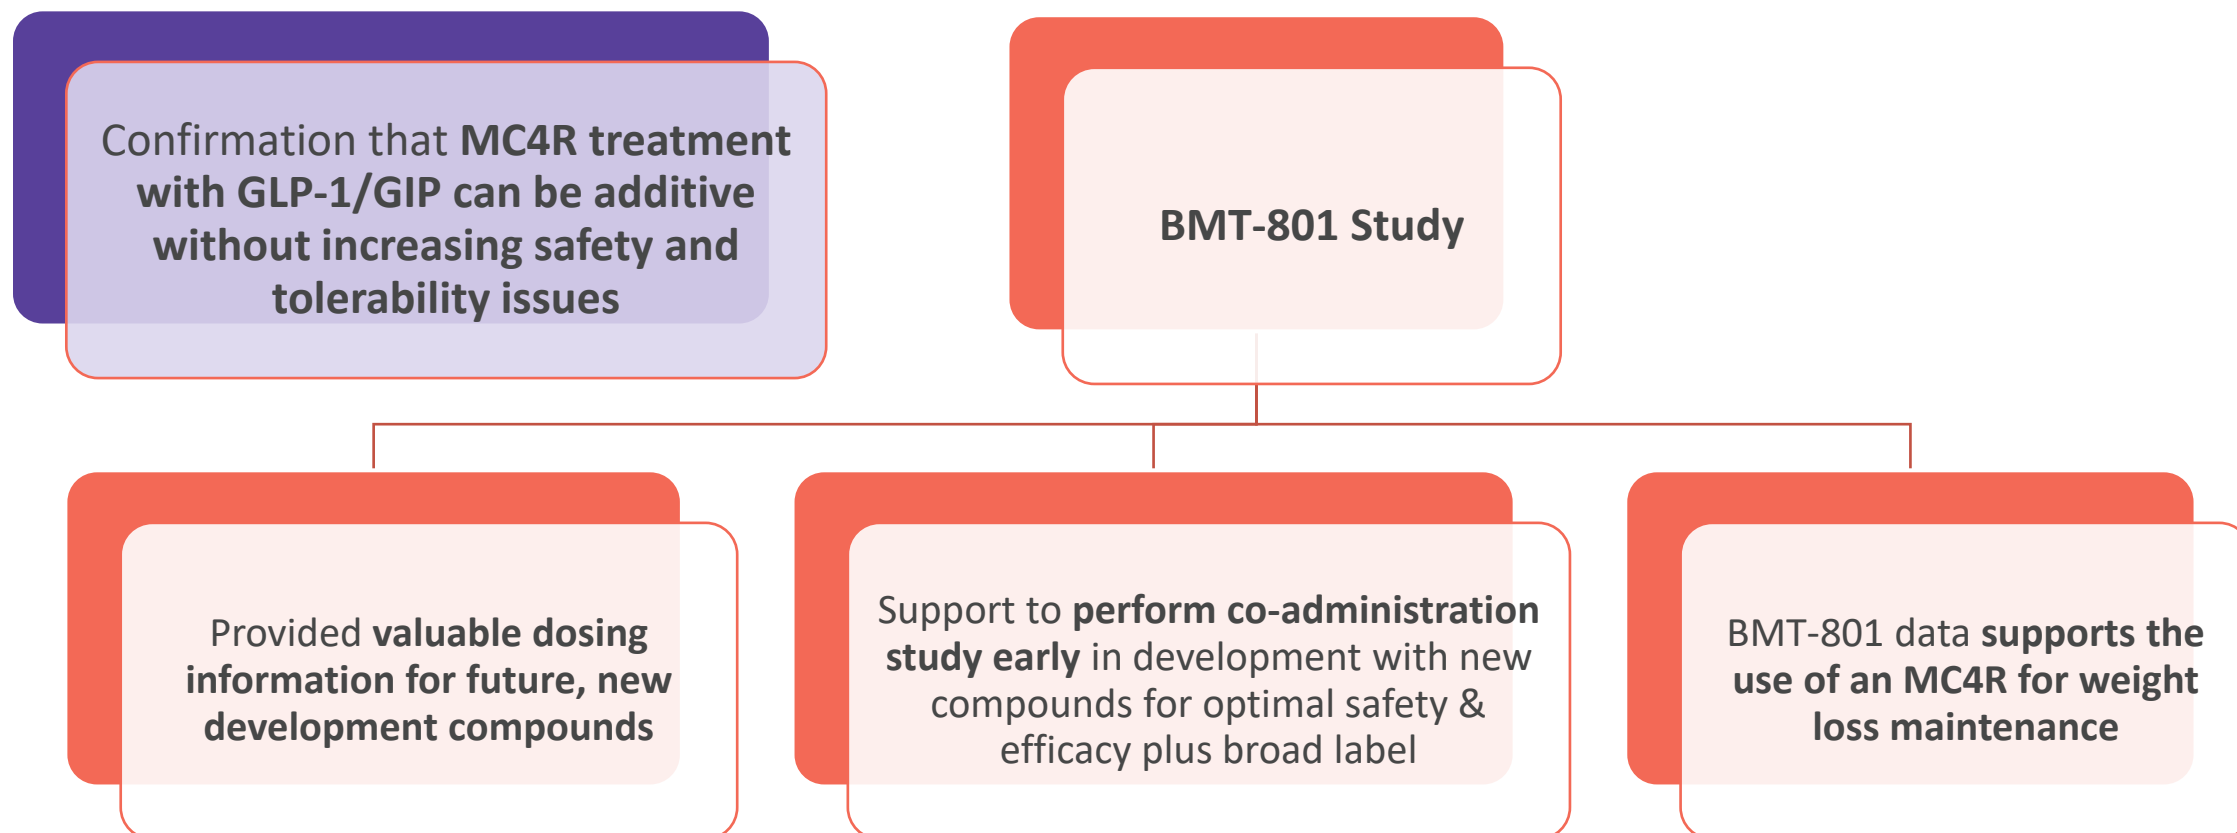 Confirmation that MC4R treatment
with GLP-1/GIP can be additive
without increasing safety and
tolerability issues
BMT-801 Study
Provided valuable dosing
information for future, new
development compounds
Support to perform co-administration
study early in development with new
compounds for optimal safety &
efficacy plus broad label
BMT-801 data supports the
use of an MC4R for weight
loss maintenance